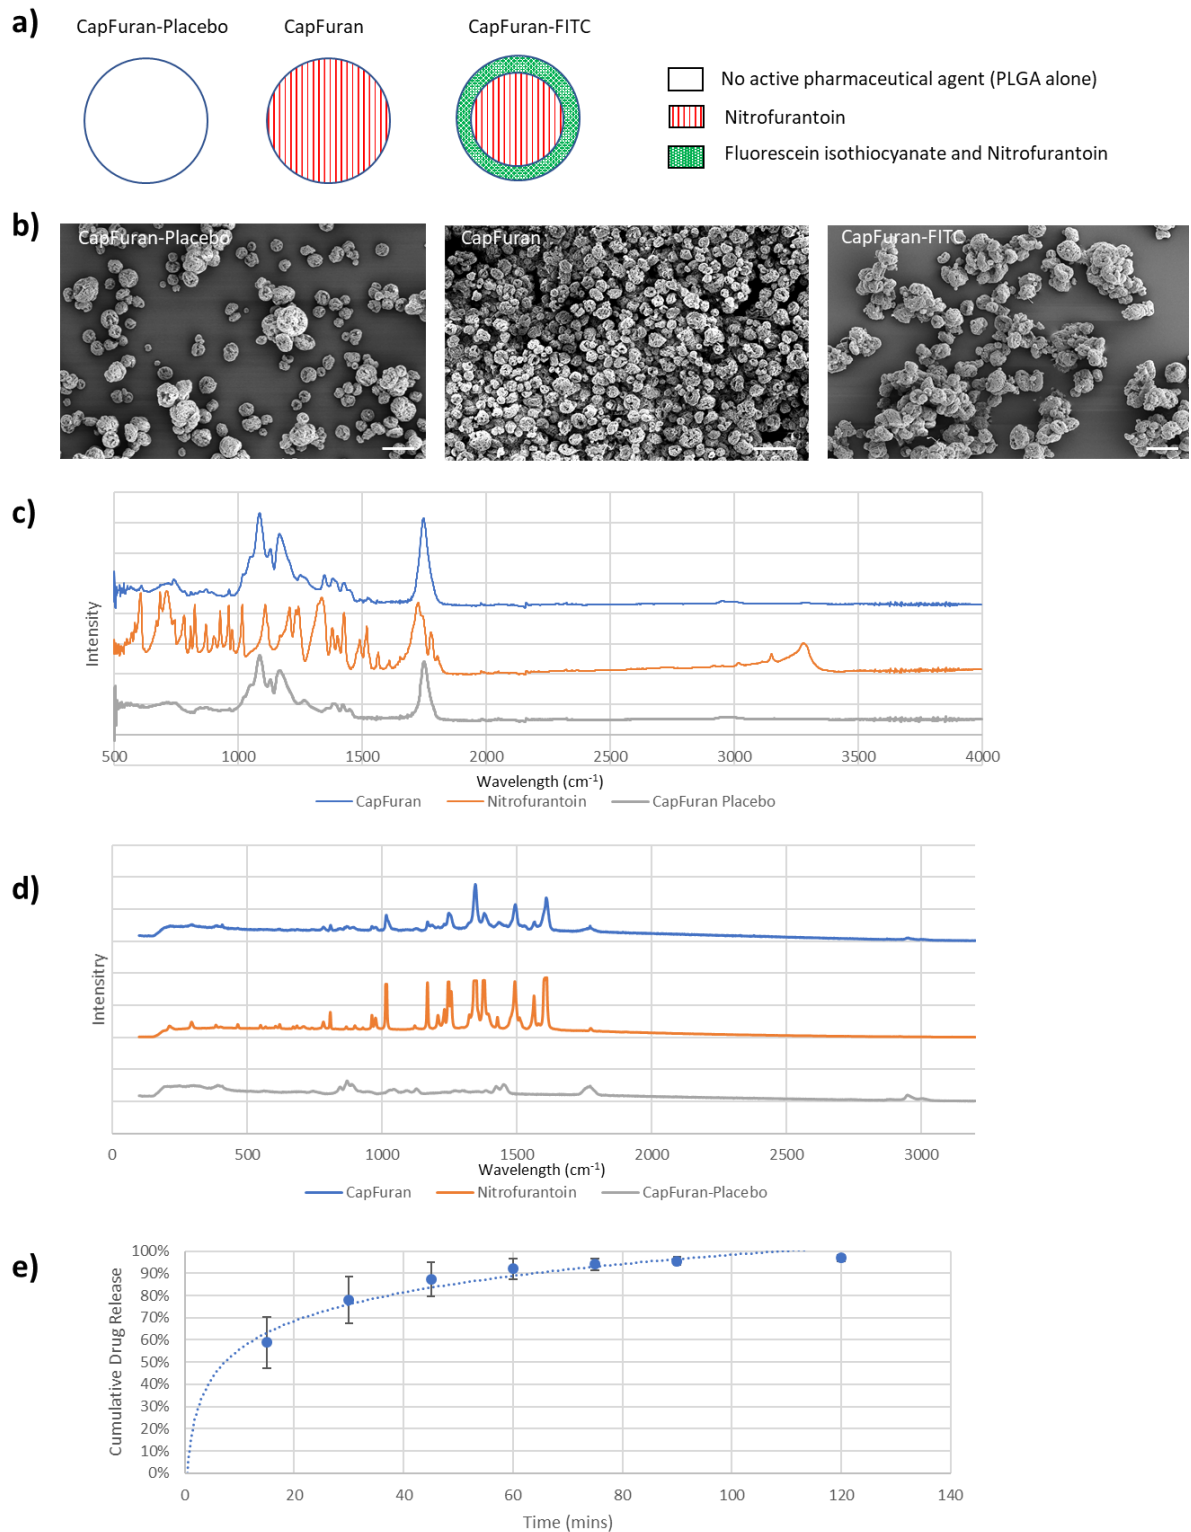 a)
CapFuran-Placebo
CapFuran
CapFuran-FITC
No active pharmaceutical agent (PLGA alone)
Nitrofurantoin
Fluorescein isothiocyanate and Nitrofurantoin
b)
CapFuran-Placebo
CapFuran
CapFuran-FITC
c)
Intensity
500 1000 1500 2000 2500 3000 3500 4000
Wavelength (cm-1)
CapFuran Nitrofurantoin CapFuran Placebo
d)
Intensitry
0 500 1000 1500 2000 2500 3000
Wavelength (cm-1)
CapFuran Nitrofurantoin CapFuran-Placebo
e)
Cumulative Drug Release
100%
90%
80%
70%
60%
50%
40%
30%
20%
10%
0%
0 20 40 60 80 100 120 140
Time (mins)